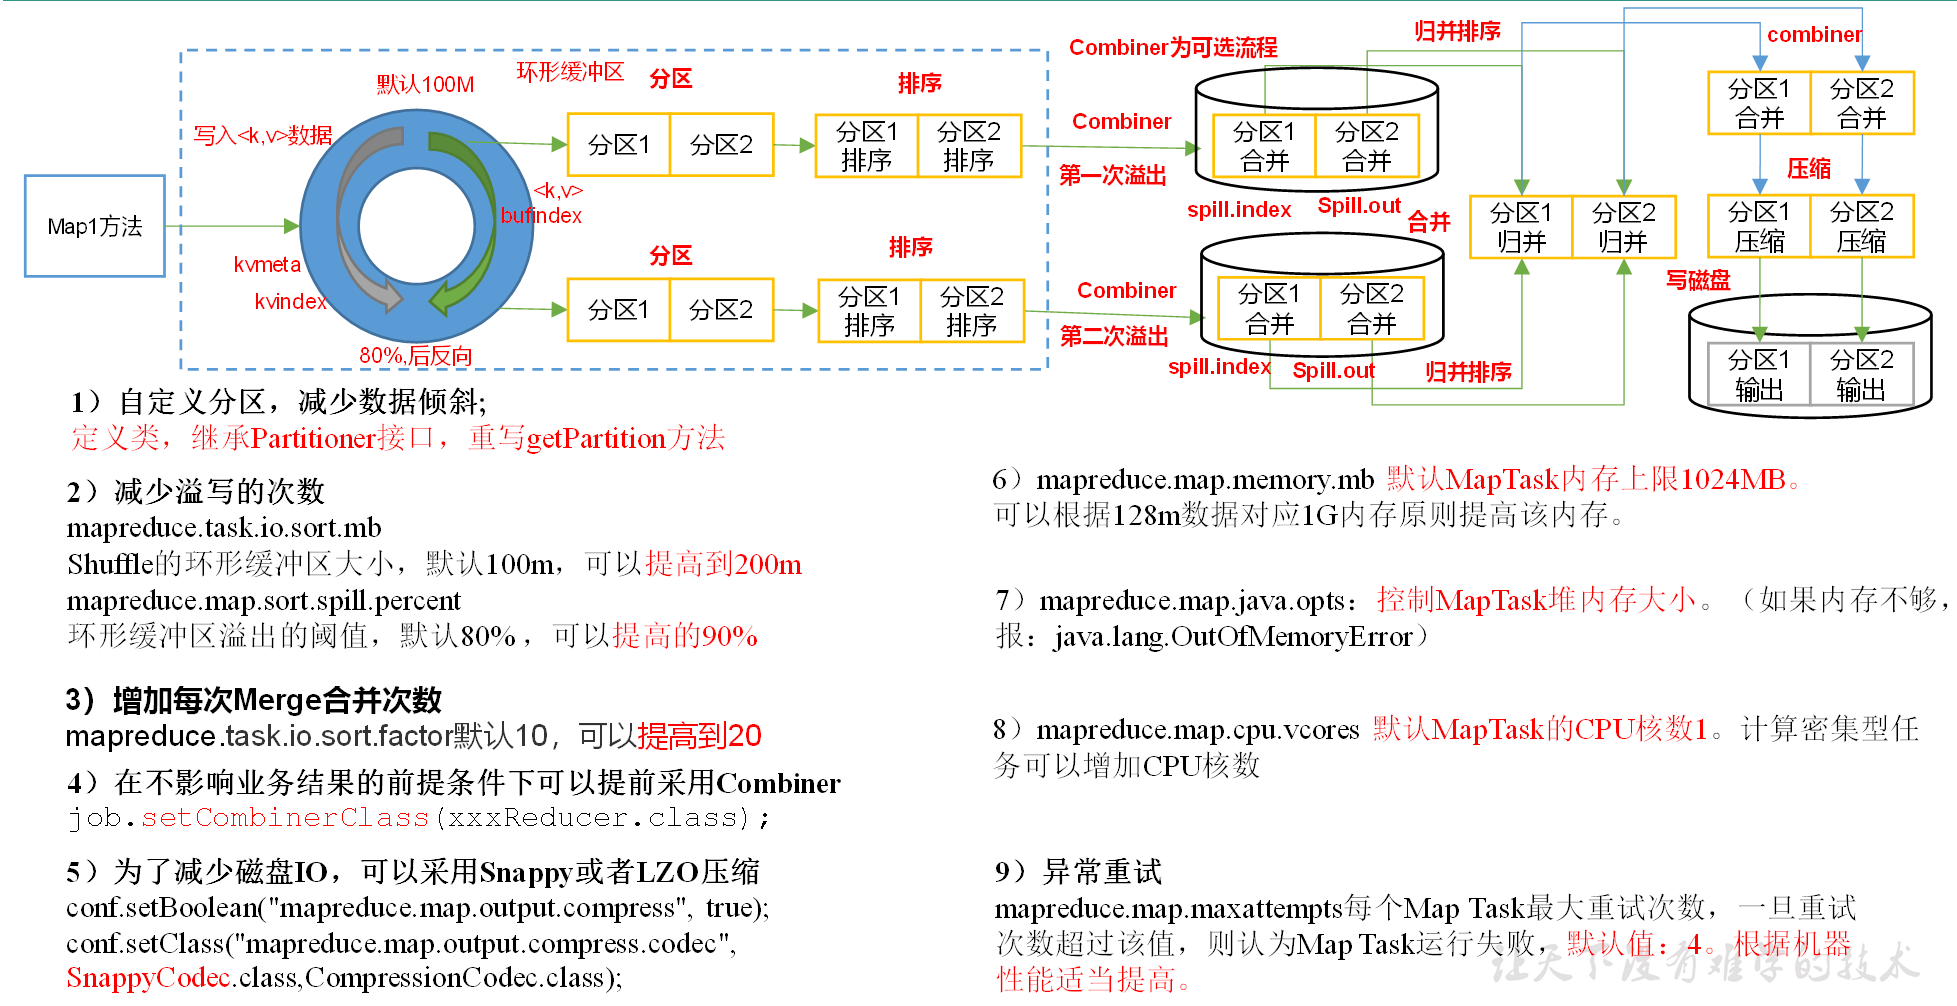 Map1方法
默认100M
环形缓冲区
写入<k,v>数据
<k,v>
bufindex
kvmeta
kvindex
80%,后反向
分区
分区1 分区2
排序
分区1 分区2
排序 排序
分区
分区1 分区2
排序
分区1 分区2
排序 排序
Combiner为可选流程
Combiner
第一次溢出
分区1 分区2
合并 合并
spill.index Spill.out
Combiner
第二次溢出
分区1 分区2
合并 合并
spill.index Spill.out
归并排序
合并
归并排序
分区1 分区2
归并 归并
combiner
分区1 分区2
合并 合并
压缩
分区1 分区2
压缩 压缩
写磁盘
分区1 分区2
输出 输出
1）自定义分区，减少数据倾斜;
定义类，继承Partitioner接口，重写getPartition方法
2）减少溢写的次数
mapreduce.task.io.sort.mb
Shuffle的环形缓冲区大小，默认100m，可以提高到200m
mapreduce.map.sort.spill.percent
环形缓冲区溢出的阈值，默认80% ，可以提高的90%
3）增加每次Merge合并次数
mapreduce.task.io.sort.factor默认10，可以提高到20
4）在不影响业务结果的前提条件下可以提前采用Combiner
job.setCombinerClass(xxxReducer.class);
5）为了减少磁盘IO，可以采用Snappy或者LZO压缩
conf.setBoolean("mapreduce.map.output.compress", true);
conf.setClass("mapreduce.map.output.compress.codec",
SnappyCodec.class,CompressionCodec.class);
6）mapreduce.map.memory.mb 默认MapTask内存上限1024MB。
可以根据128m数据对应1G内存原则提高该内存。
7）mapreduce.map.java.opts：控制MapTask堆内存大小。（如果内存不够，
报：java.lang.OutOfMemoryError）
8）mapreduce.map.cpu.vcores 默认MapTask的CPU核数1。计算密集型任
务可以增加CPU核数
9）异常重试
mapreduce.map.maxattempts每个Map Task最大重试次数，一旦重试
次数超过该值，则认为Map Task运行失败，默认值：4。根据机器
性能适当提高。
让天下没有难学的技术